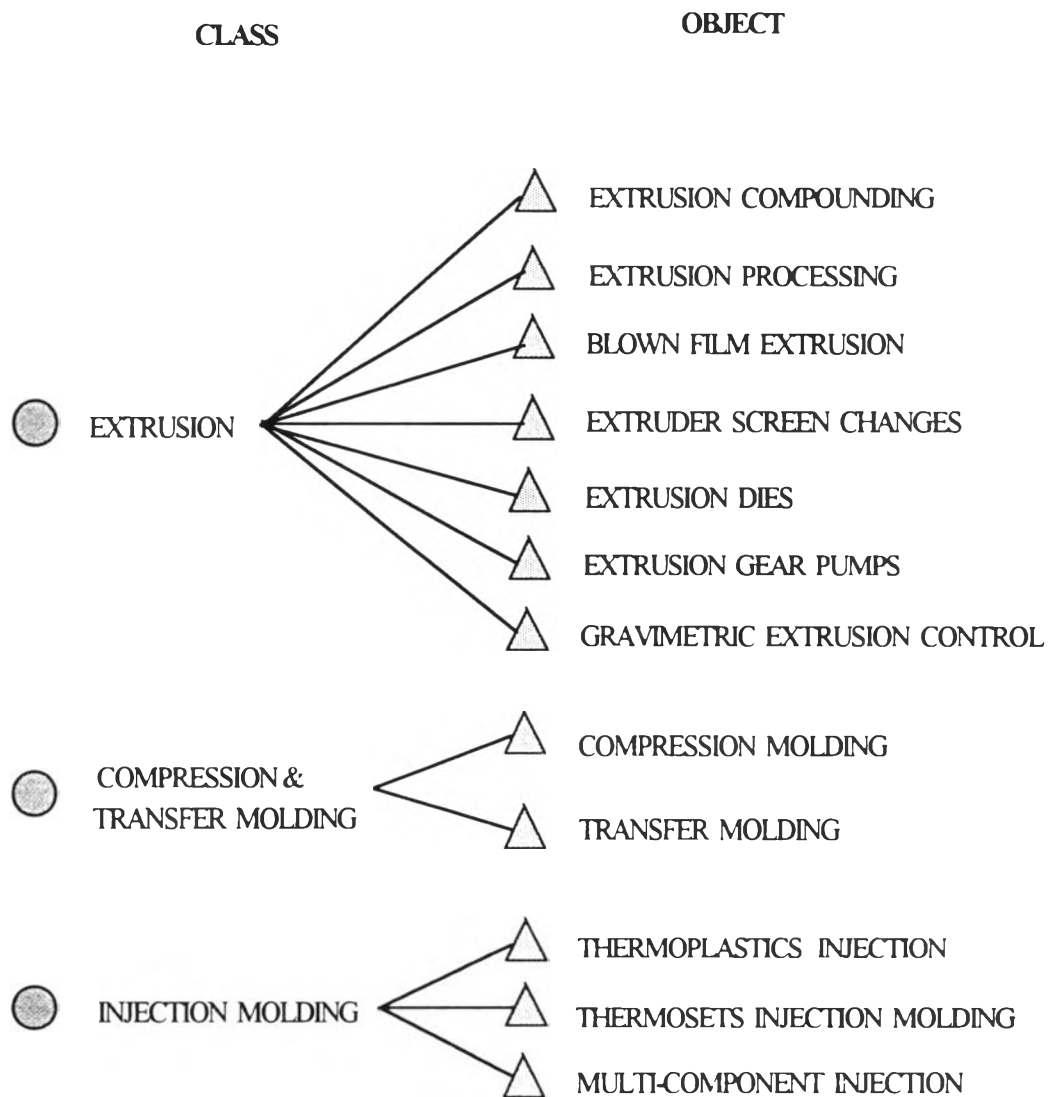 CLASS
OBJECT
EXTRUSION COMPOUNDING
EXTRUSION PROCESSING
BLOWN FILM EXTRUSION
EXTRUSION
EXTRUDER SCREEN CHANGES
EXTRUSION DIES
EXTRUSION GEAR PUMPS
GRAVIMETRIC EXTRUSION CONTROL
COMPRESSION &
TRANSFER MOLDING
COMPRESSION MOLDING
TRANSFER MOLDING
THERMOPLASTICS INJECTION
INJECTION MOLDING
THERMOSETS INJECTION MOLDING
MULTI-COMPONENT INJECTION